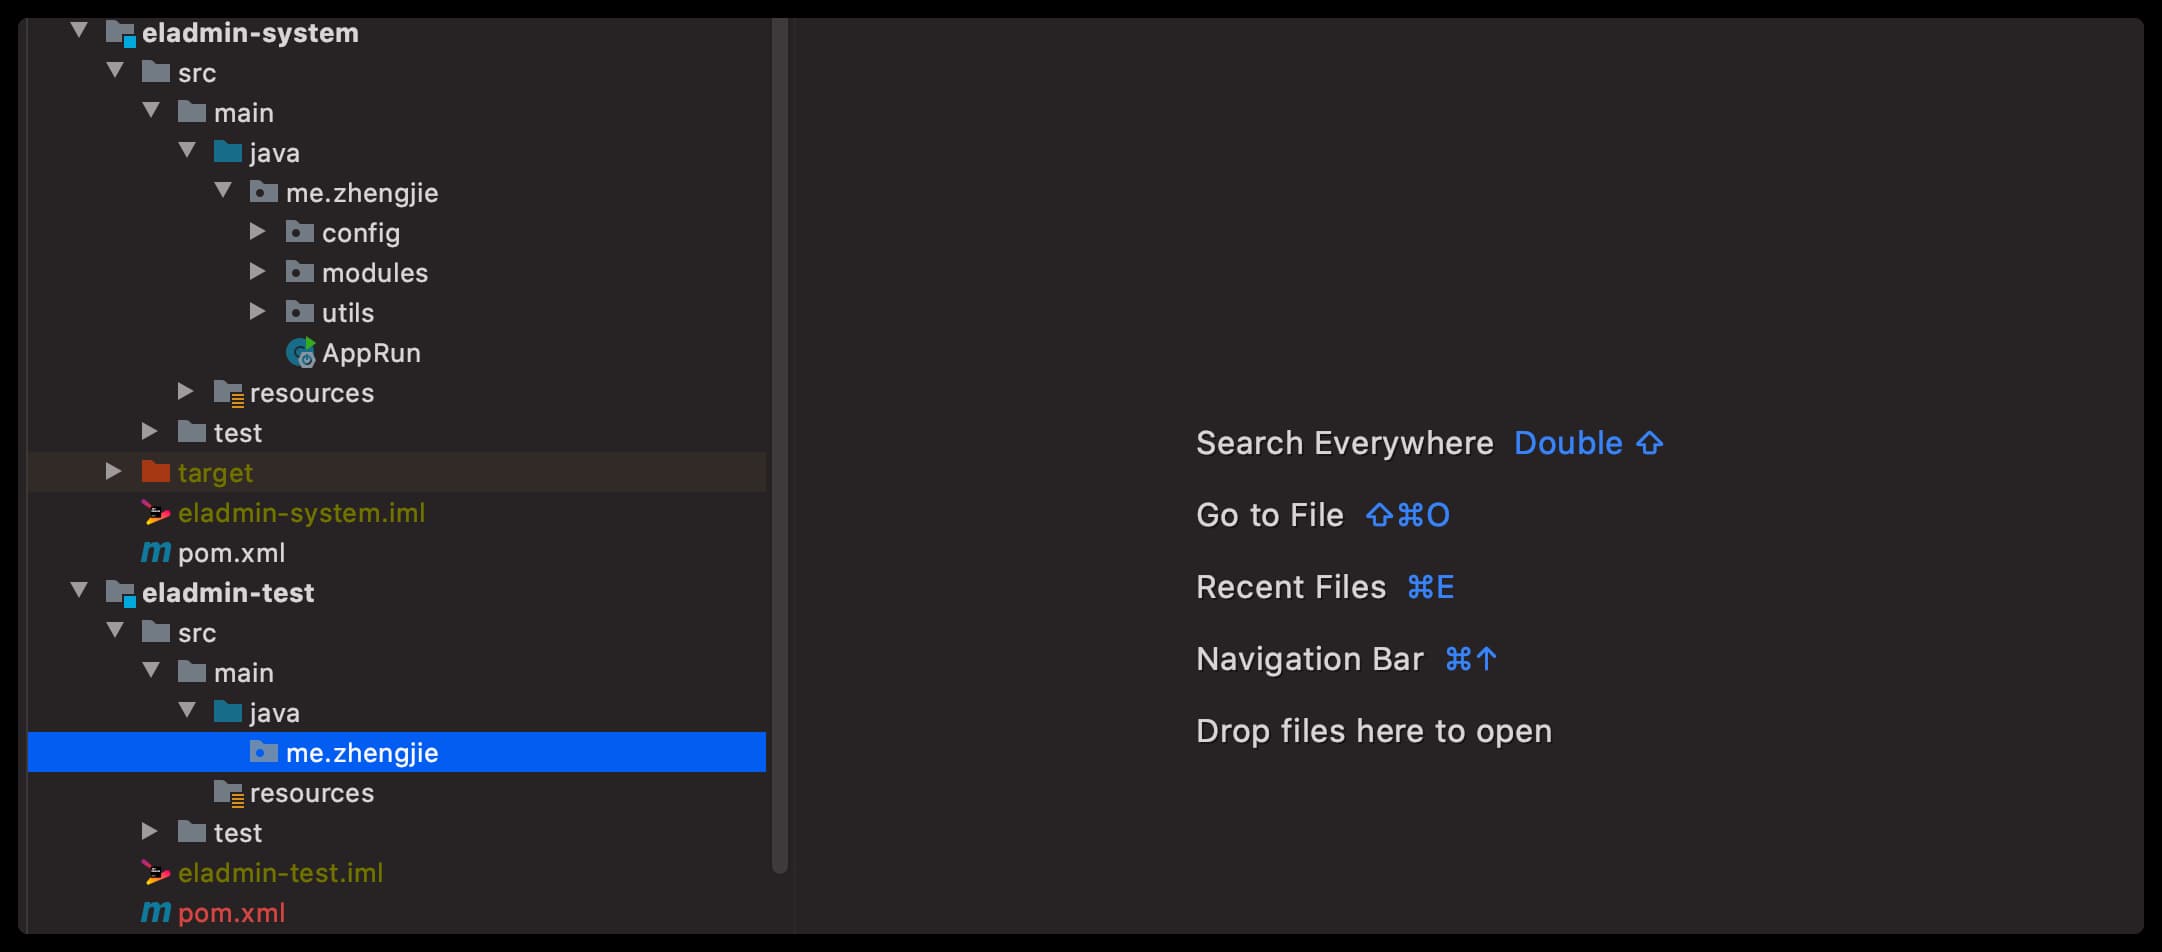 eladmin-system
src
main
java
me.zhengjie
config
modules
utils
AppRun
resources
test
target
eladmin-system.iml
pom.xml
eladmin-test
src
main
java
me.zhengjie
resources
test
eladmin-test.iml
pom.xml
Search Everywhere Double ⇧
Go to File ⇧⌘O
Recent Files ⌘E
Navigation Bar ⌘↑
Drop files here to open